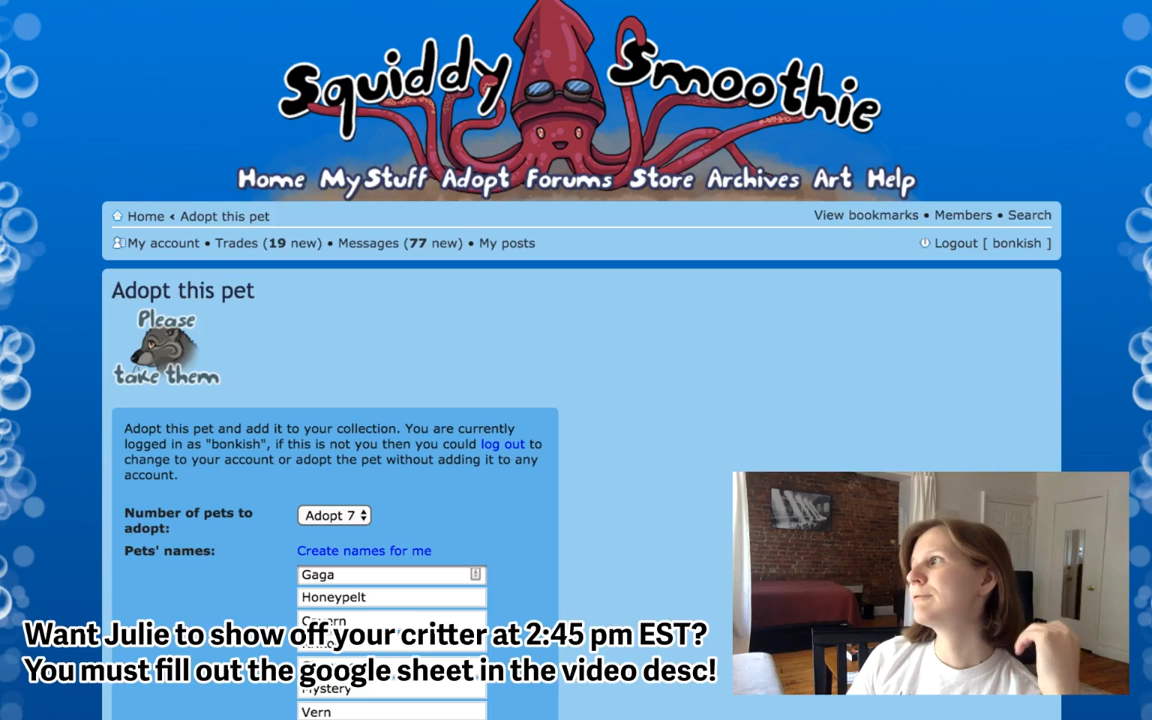 Squiddy Smoothie
Home My Stuff Adopt Forums Store Archives Art Help
Home < Adopt this pet
View bookmarks • Members • Search
My account • Trades (19 new) • Messages (77 new) • My posts
Logout [ bonkish ]
Adopt this pet
Please
take them
Adopt this pet and add it to your collection. You are currently
logged in as "bonkish", if this is not you then you could log out to
change to your account or adopt the pet without adding it to any
account.
Number of pets to
adopt:
Adopt 7
Pets' names:
Create names for me
Gaga
Honeypelt
Want Julie to show off your critter at 2:45 pm EST?
You must fill out the google sheet in the video desc!
Mystery
Vern